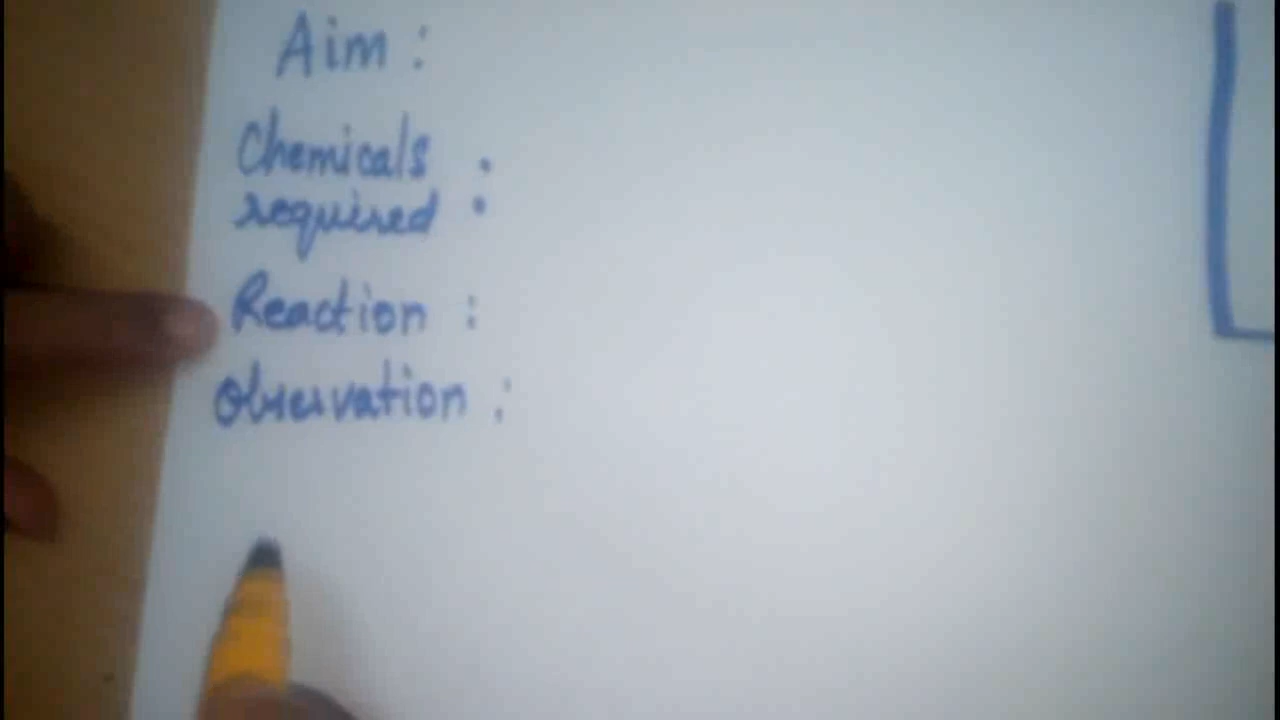 Aim :
Chemicals
required :
Reaction :
Observation :